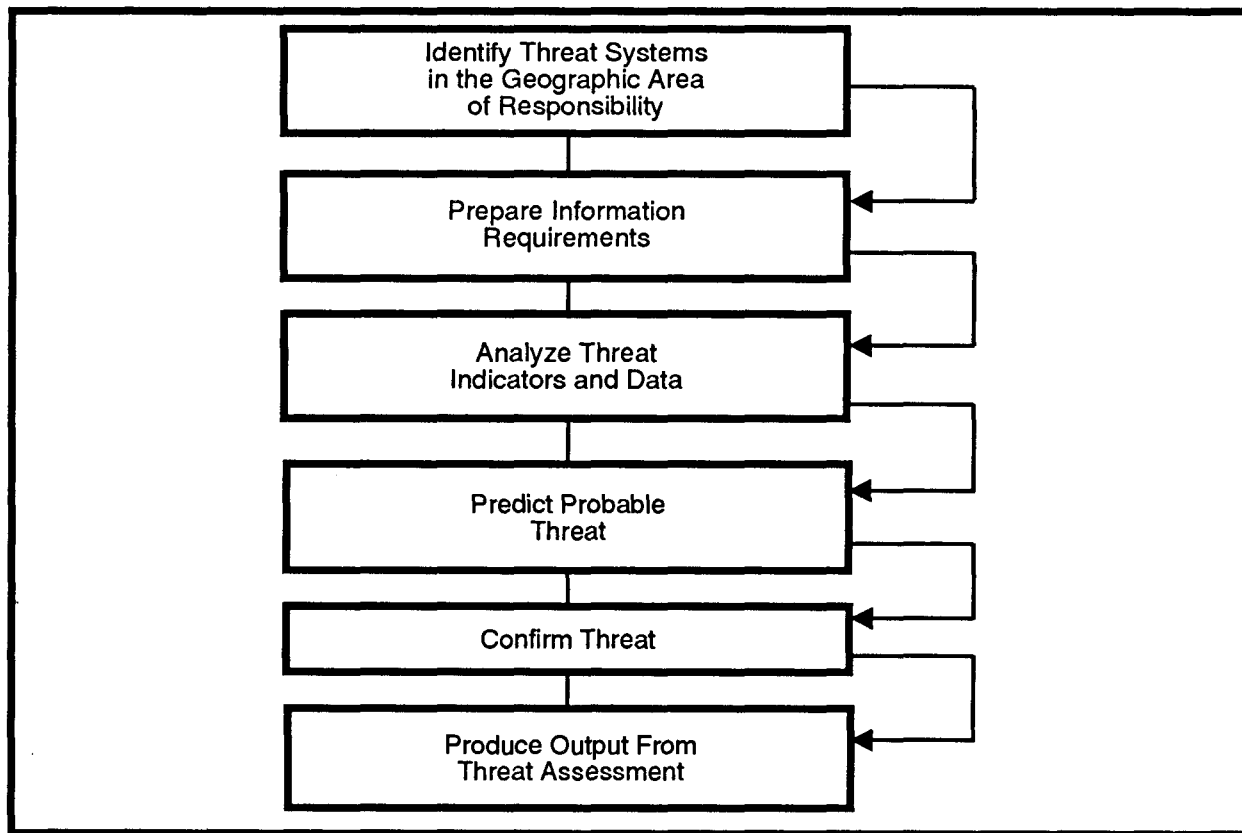 Identify Threat Systems
in the Geographic Area
of Responsibility
Prepare Information
Requirements
Analyze Threat
Indicators and Data
Predict Probable
Threat
Confirm Threat
Produce Output From
Threat Assessment